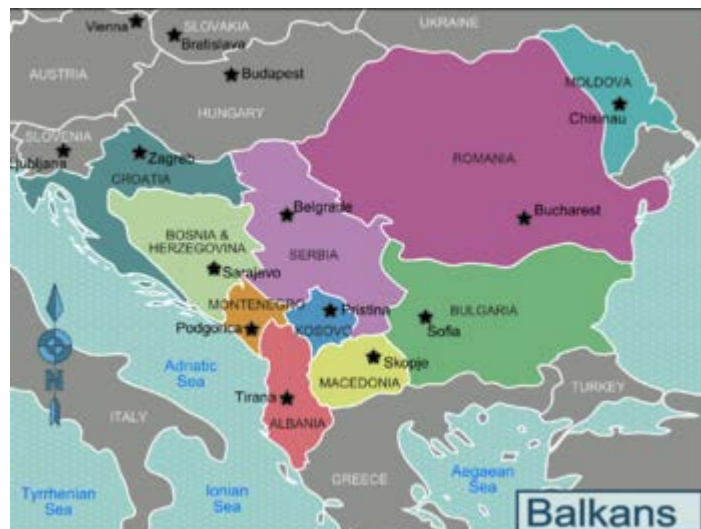 UKRAINE
Vienna
SLOVAKIA
Bratislava
AUSTRIA
Budapest
MOLDOVA
HUNGARY
Chisinau
SLOVENIA
Ljubljana
Zagreb
CROATIA
ROMANIA
Belgrade
Bucharest
BOSNIA &
HERZEGOVINA
SERBIA
Sarajevo
MONTENEGRO
Pristina
BULGARIA
Podgorica
KOSOVO
Sofia
Adriatic
Sea
Skopje
N
MACEDONIA
TURKEY
Tirana
ITALY
ALBANIA
GREECE
Aegaean
Sea
Tyrrhenian
Sea
Ionian
Sea
Balkans